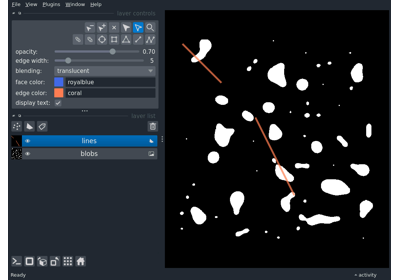 File View Plugins Window Help
layer controls
opacity: 0.70
edge width: 5
blending: translucent
face color: royalblue
edge color: coral
display text:
layer list
lines
blobs
Ready
activity